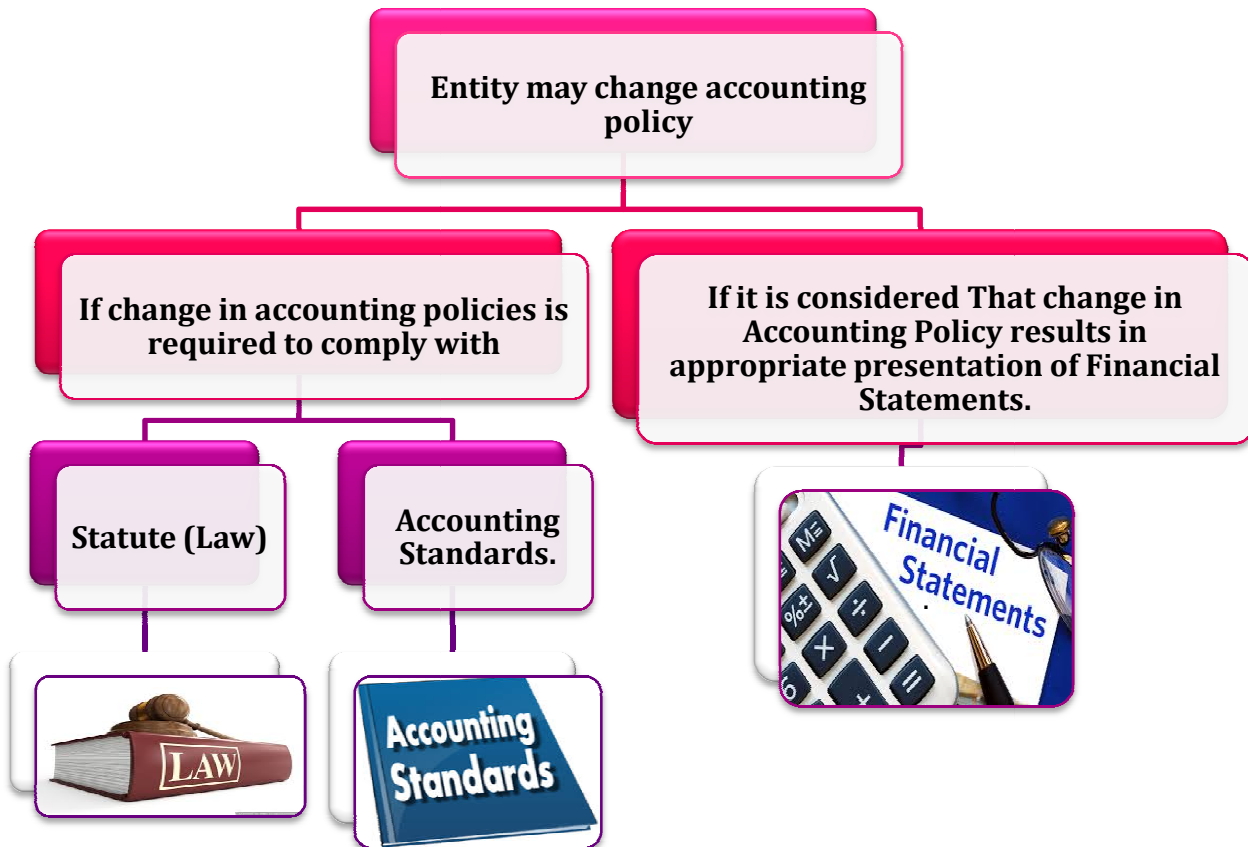 Entity may change accounting
policy
If change in accounting policies is
required to comply with
If it is considered That change in
Accounting Policy results in
appropriate presentation of Financial
Statements.
Statute (Law)
Accounting
Standards.
LAW
Accounting
Standards
Financial
Statements
M=
√
%±
÷
×
−
6
+
=